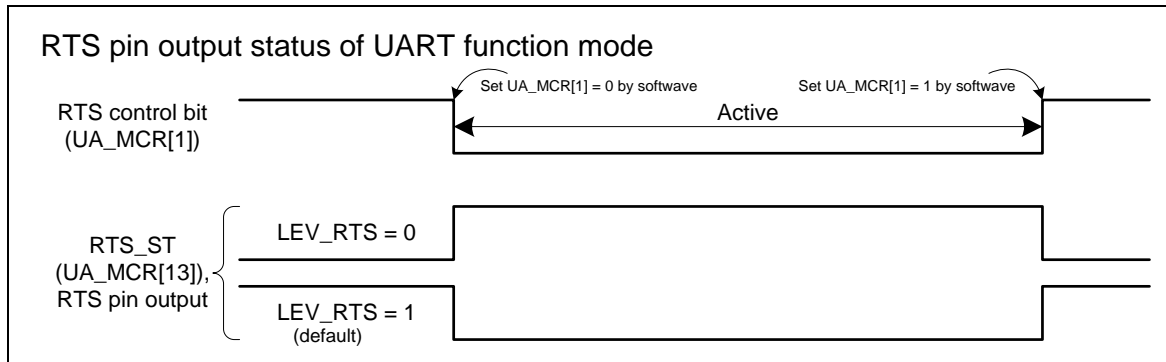 RTS pin output status of UART function mode
Set UA_MCR[1] = 0 by softwave
Set UA_MCR[1] = 1 by softwave
RTS control bit
(UA_MCR[1])
Active
RTS_ST
(UA_MCR[13]),
RTS pin output
LEV_RTS = 0
LEV_RTS = 1
(default)